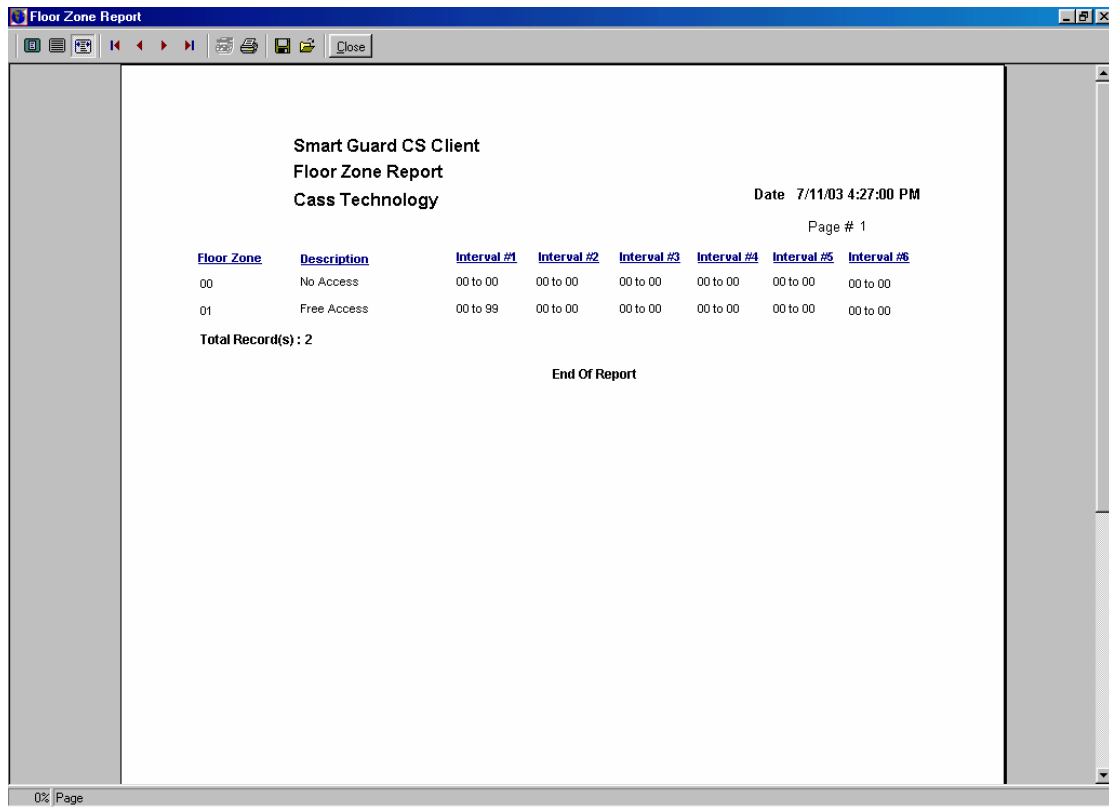 Floor Zone Report
Close
Smart Guard CS Client
Floor Zone Report
Cass Technology
Date 7/11/03 4:27:00 PM
Page # 1
Floor Zone Description Interval #1 Interval #2 Interval #3 Interval #4 Interval #5 Interval #6
00 No Access 00 to 00 00 to 00 00 to 00 00 to 00 00 to 00 00 to 00
01 Free Access 00 to 99 00 to 00 00 to 00 00 to 00 00 to 00 00 to 00
Total Record(s) : 2
End Of Report
0% Page